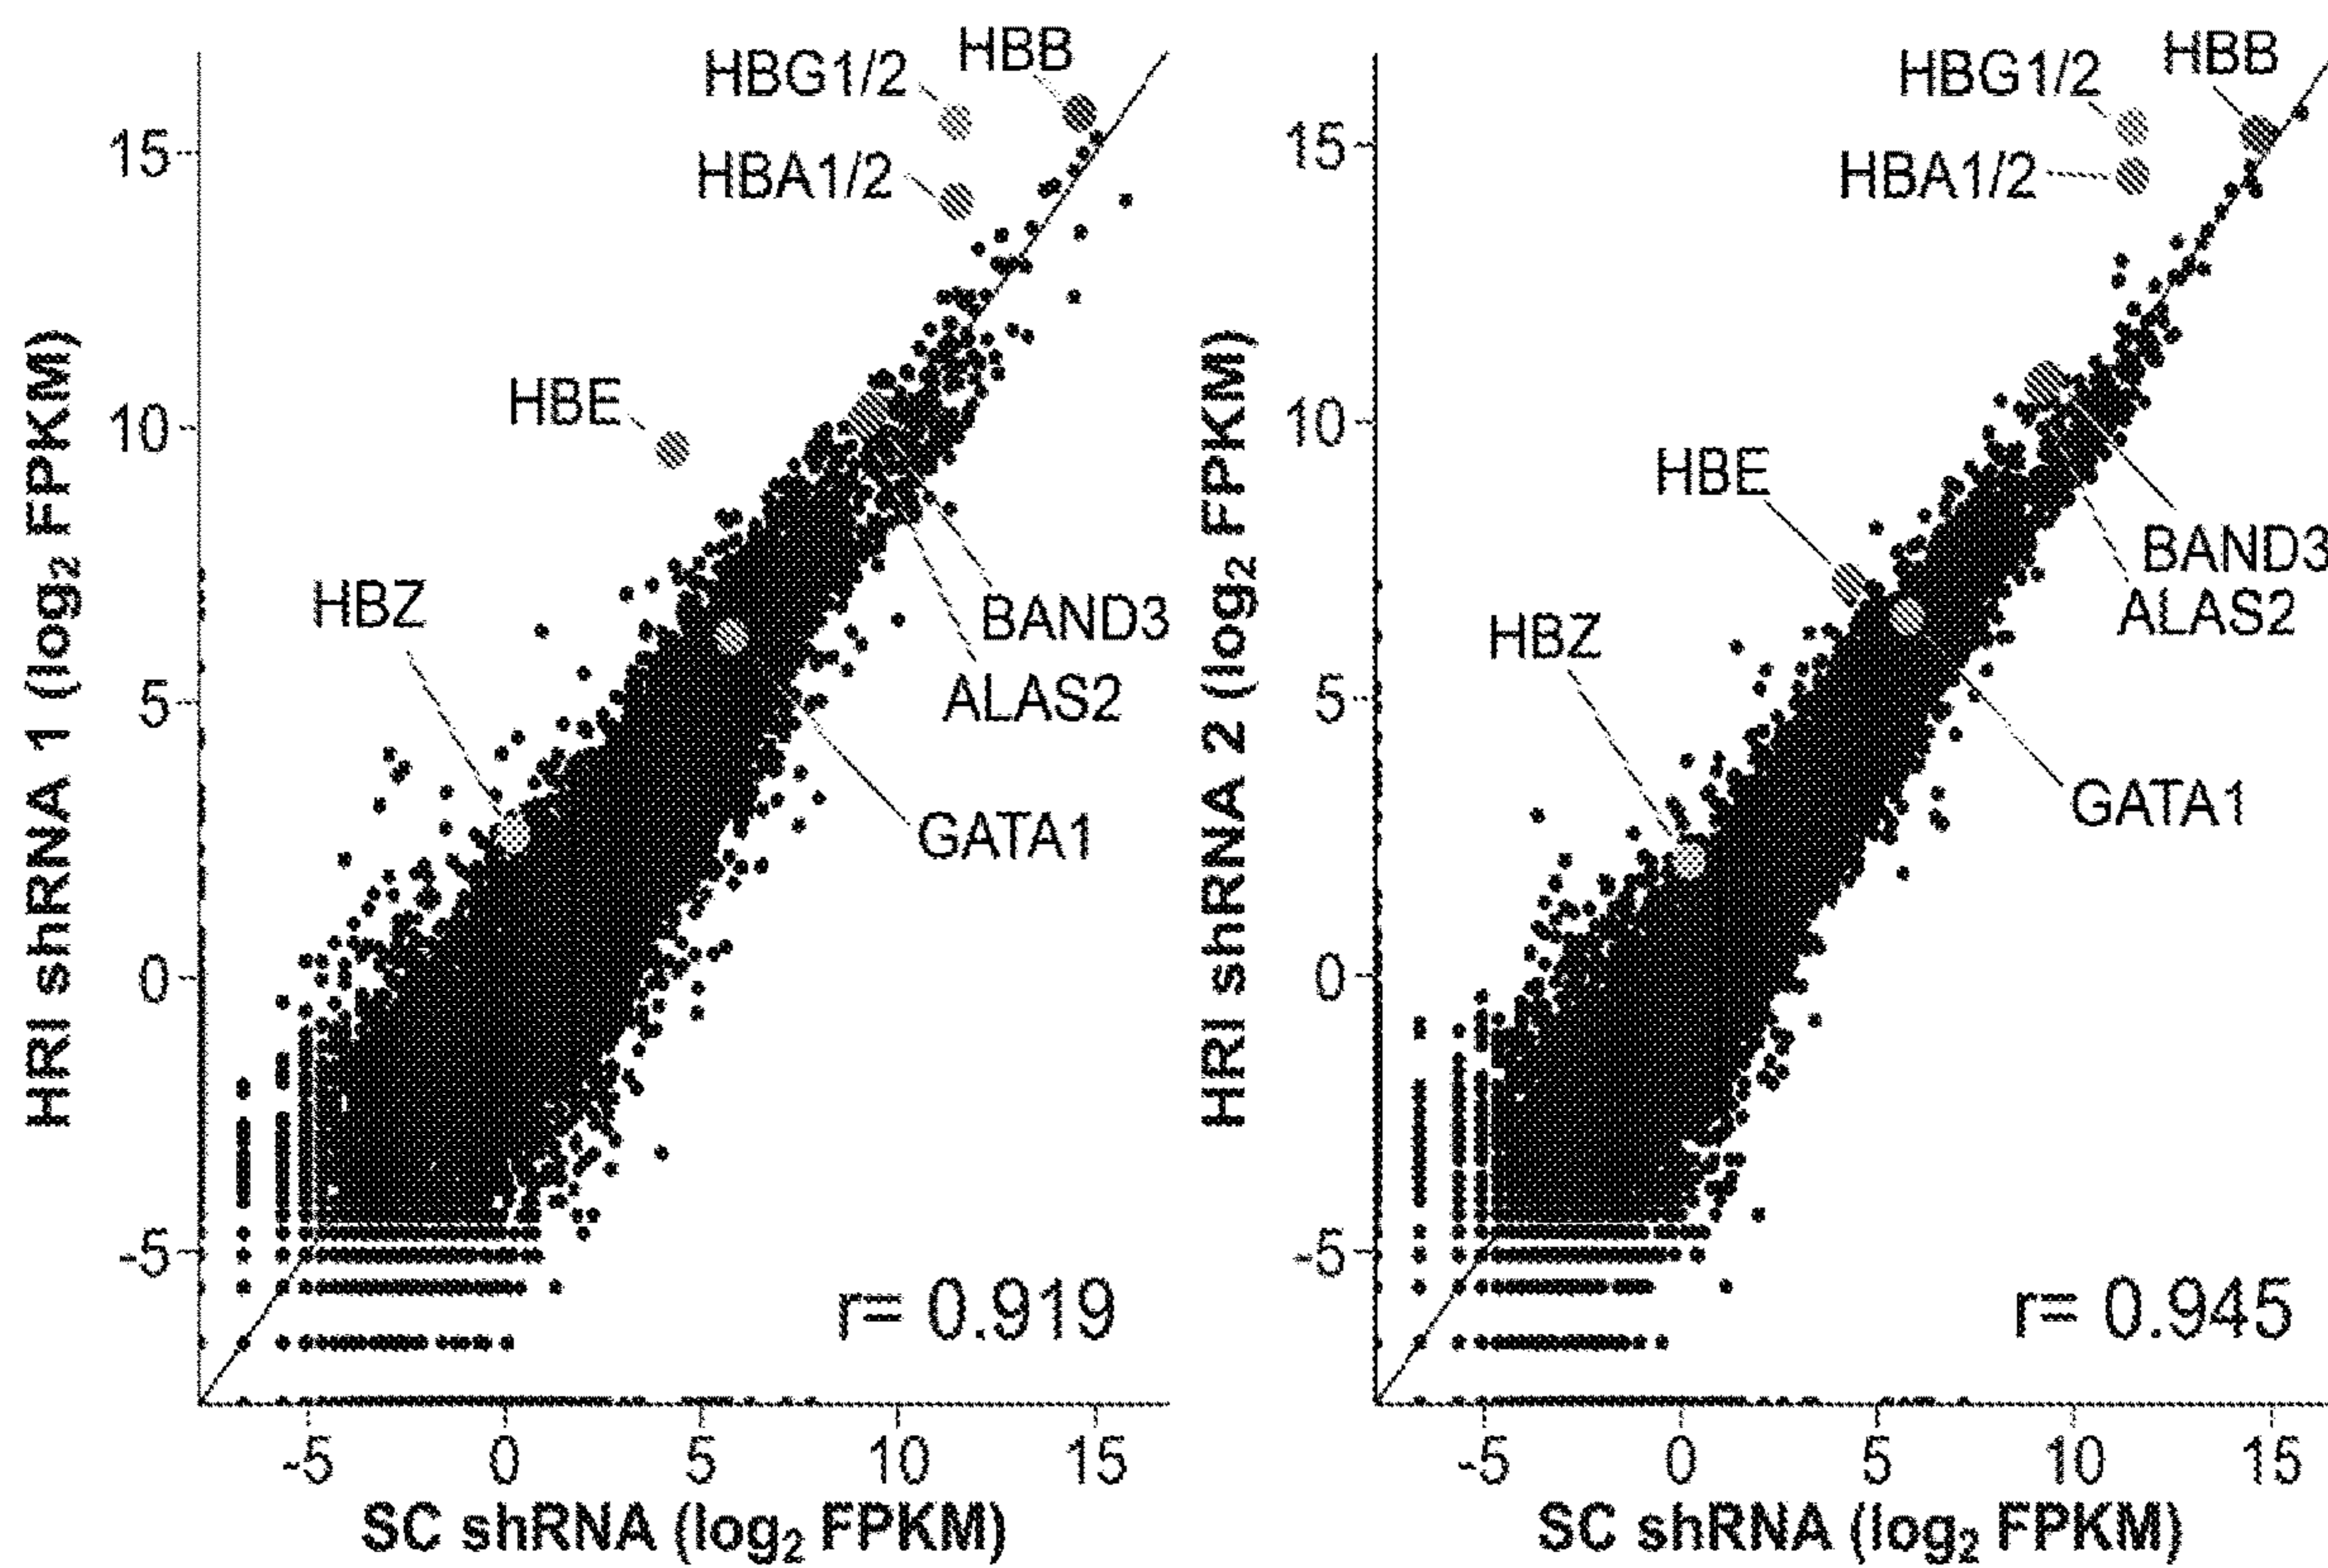 HBG1/2
HBB
HBA1/2
HBE
HBZ
BAND3
ALAS2
GATA1
15
10
5
0
-5
HRI shRNA 1 (log₂ FPKM)
r= 0.919
-5 0 5 10 15
SC shRNA (log₂ FPKM)
HBG1/2
HBB
HBA1/2
HBE
HBZ
BAND3
ALAS2
GATA1
15
10
5
0
-5
HRI shRNA 2 (log₂ FPKM)
r= 0.945
-5 0 5 10 15
SC shRNA (log₂ FPKM)